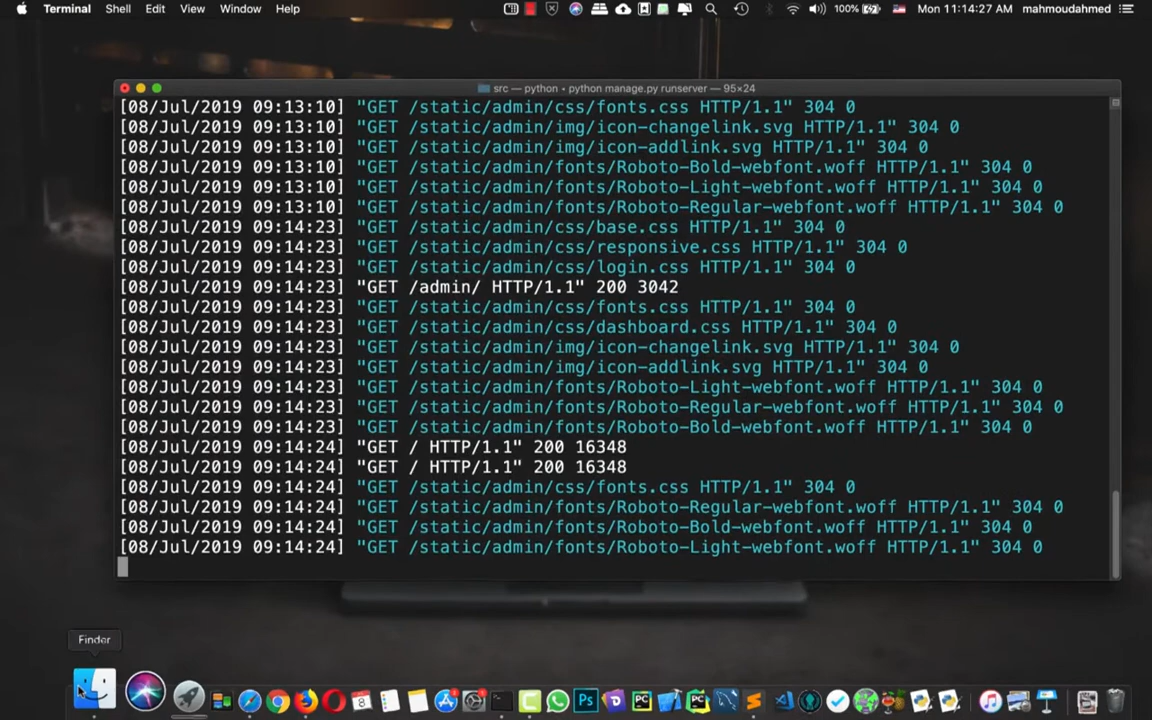 Terminal Shell Edit View Window Help 100% Mon 11:14:27 AM mahmoudahmed
src — python • python manage.py runserver — 95×24
[08/Jul/2019 09:13:10] "GET /static/admin/css/fonts.css HTTP/1.1" 304 0
[08/Jul/2019 09:13:10] "GET /static/admin/img/icon-changelink.svg HTTP/1.1" 304 0
[08/Jul/2019 09:13:10] "GET /static/admin/img/icon-addlink.svg HTTP/1.1" 304 0
[08/Jul/2019 09:13:10] "GET /static/admin/fonts/Roboto-Bold-webfont.woff HTTP/1.1" 304 0
[08/Jul/2019 09:13:10] "GET /static/admin/fonts/Roboto-Light-webfont.woff HTTP/1.1" 304 0
[08/Jul/2019 09:13:10] "GET /static/admin/fonts/Roboto-Regular-webfont.woff HTTP/1.1" 304 0
[08/Jul/2019 09:14:23] "GET /static/admin/css/base.css HTTP/1.1" 304 0
[08/Jul/2019 09:14:23] "GET /static/admin/css/responsive.css HTTP/1.1" 304 0
[08/Jul/2019 09:14:23] "GET /static/admin/css/login.css HTTP/1.1" 304 0
[08/Jul/2019 09:14:23] "GET /admin/ HTTP/1.1" 200 3042
[08/Jul/2019 09:14:23] "GET /static/admin/css/fonts.css HTTP/1.1" 304 0
[08/Jul/2019 09:14:23] "GET /static/admin/css/dashboard.css HTTP/1.1" 304 0
[08/Jul/2019 09:14:23] "GET /static/admin/img/icon-changelink.svg HTTP/1.1" 304 0
[08/Jul/2019 09:14:23] "GET /static/admin/img/icon-addlink.svg HTTP/1.1" 304 0
[08/Jul/2019 09:14:23] "GET /static/admin/fonts/Roboto-Light-webfont.woff HTTP/1.1" 304 0
[08/Jul/2019 09:14:23] "GET /static/admin/fonts/Roboto-Regular-webfont.woff HTTP/1.1" 304 0
[08/Jul/2019 09:14:23] "GET /static/admin/fonts/Roboto-Bold-webfont.woff HTTP/1.1" 304 0
[08/Jul/2019 09:14:24] "GET / HTTP/1.1" 200 16348
[08/Jul/2019 09:14:24] "GET / HTTP/1.1" 200 16348
[08/Jul/2019 09:14:24] "GET /static/admin/css/fonts.css HTTP/1.1" 304 0
[08/Jul/2019 09:14:24] "GET /static/admin/fonts/Roboto-Regular-webfont.woff HTTP/1.1" 304 0
[08/Jul/2019 09:14:24] "GET /static/admin/fonts/Roboto-Bold-webfont.woff HTTP/1.1" 304 0
[08/Jul/2019 09:14:24] "GET /static/admin/fonts/Roboto-Light-webfont.woff HTTP/1.1" 304 0
Finder
8 Ps PC PC